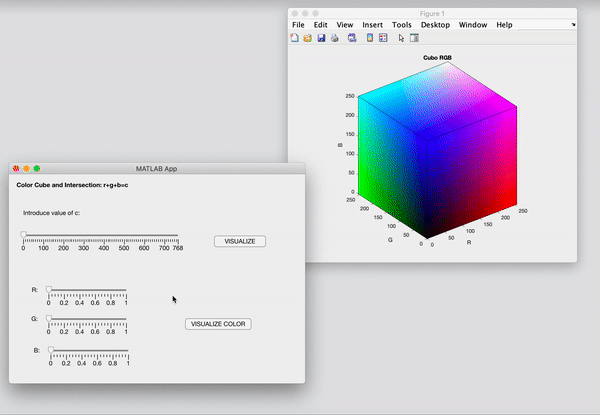 Figure 1
File Edit View Insert Tools Desktop Window Help
Cubo RGB
250
200
150
100
50
0
B
250
200
150
100
50
0
G
0
50
100
150
200
250
R
MATLAB App
Color Cube and Intersection: r+g+b=c
Introduce value of c:
0 100 200 300 400 500 600 700 768
VISUALIZE
R:
0 0.2 0.4 0.6 0.8 1
G:
0 0.2 0.4 0.6 0.8 1
VISUALIZE COLOR
B:
0 0.2 0.4 0.6 0.8 1